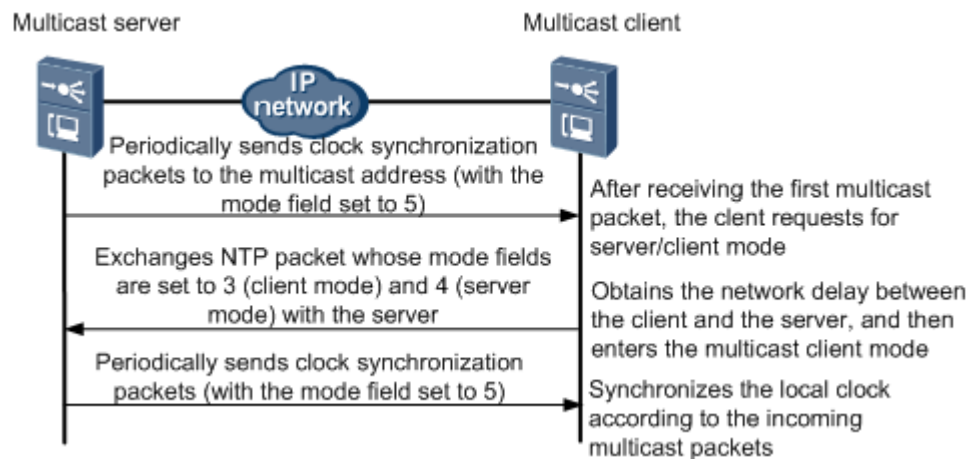 Multicast server
Multicast client
IP
network
Periodically sends clock synchronization
packets to the multicast address (with the
mode field set to 5)
After receiving the first multicast
packet, the clent requests for
server/client mode
Exchanges NTP packet whose mode fields
are set to 3 (client mode) and 4 (server
mode) with the server
Obtains the network delay between
the client and the server, and then
enters the multicast client mode
Periodically sends clock synchronization
packets (with the mode field set to 5)
Synchronizes the local clock
according to the incoming
multicast packets